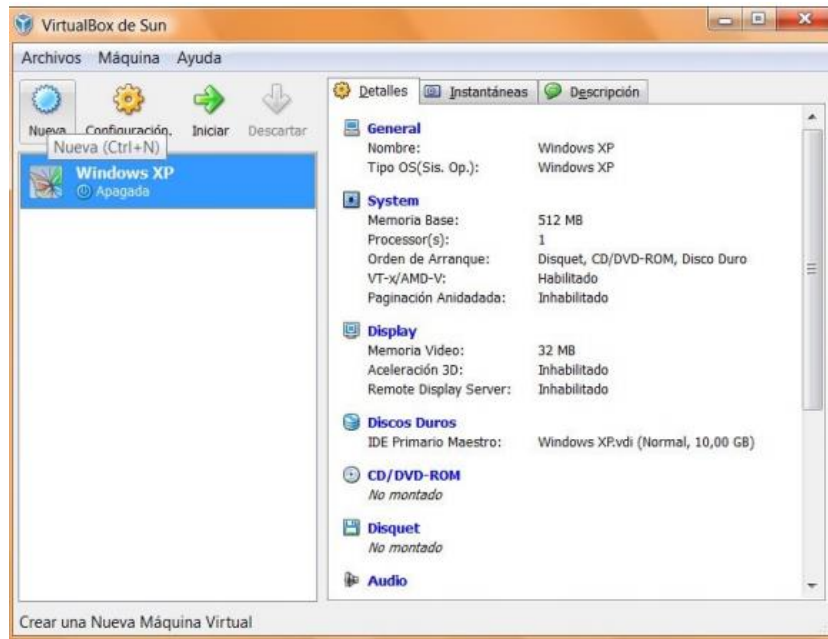 VirtualBox de Sun
Archivos Máquina Ayuda
Nueva Configuración. Iniciar Descartar
Nueva (Ctrl+N)
Windows XP
Apagada
Detalles Instantáneas Descripción
General
Nombre: Windows XP
Tipo OS(Sis. Op.): Windows XP
System
Memoria Base: 512 MB
Processor(s): 1
Orden de Arranque: Disquet, CD/DVD-ROM, Disco Duro
VT-x/AMD-V: Habilitado
Paginación Anidadada: Inhabilitado
Display
Memoria Video: 32 MB
Aceleración 3D: Inhabilitado
Remote Display Server: Inhabilitado
Discos Duros
IDE Primario Maestro: Windows XP.vdi (Normal, 10,00 GB)
CD/DVD-ROM
No montado
Disquet
No montado
Audio
Crear una Nueva Máquina Virtual